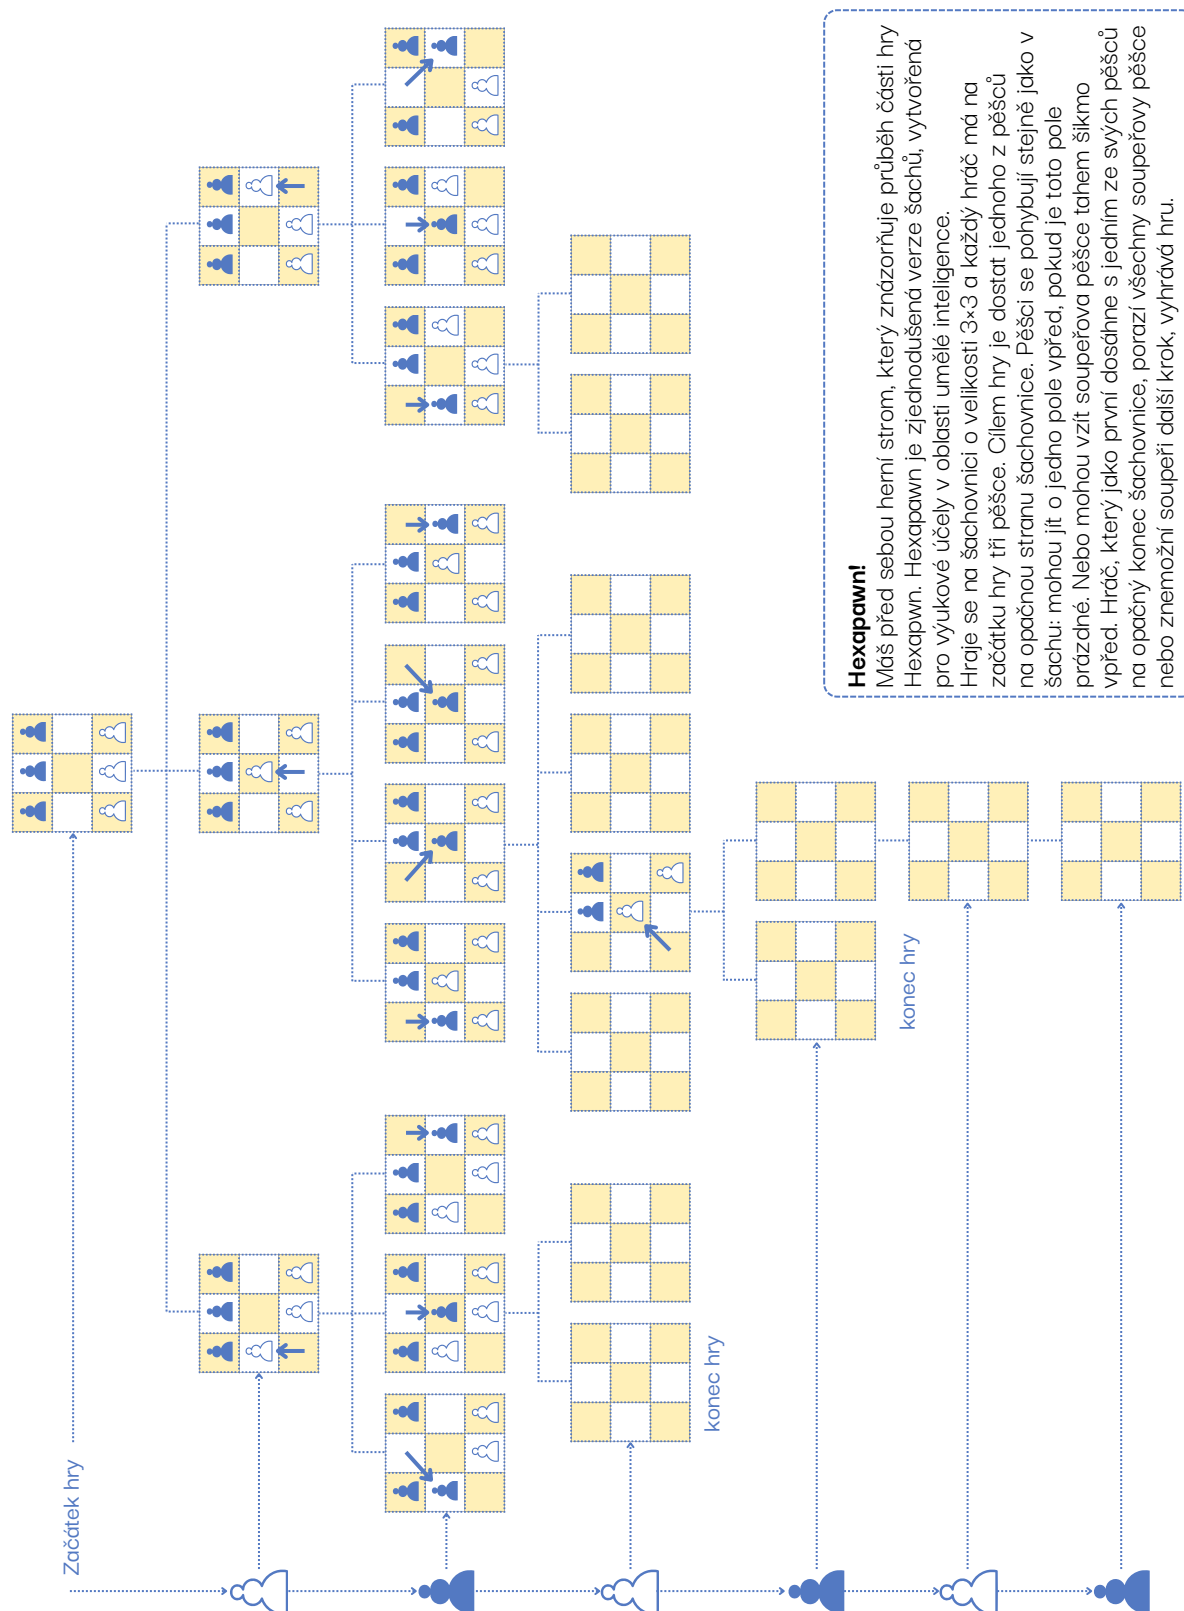 Začátek hry
konec hry
konec hry
Hexapawn!
Máš před sebou herní strom, který znázorňuje průběh části hry
Hexapwn. Hexapawn je zjednodušená verze šachů, vytvořená
pro výukové účely v oblasti umělé inteligence.
Hraje se na šachovnici o velikosti 3×3 a každý hráč má na
začátku hry tři pěšce. Cílem hry je dostat jednoho z pěšců
na opačnou stranu šachovnice. Pěšci se pohybují stejně jako v
šachu: mohou jít o jedno pole vpřed, pokud je toto pole
prázdné. Nebo mohou vzít soupeřova pěšce tahem šikmo
vpřed. Hráč, který jako první dosáhne s jedním ze svých pěšců
na opačný konec šachovnice, porazí všechny soupeřovy pěšce
nebo znemožní soupeři další krok, vyhrává hru.